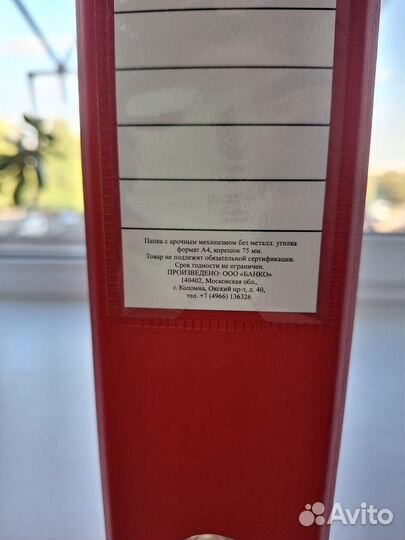 Папка с арочным механизмом без металл. уголка
формат А4, корешок 75 мм.
Товар не подлежит обязательной сертификации.
Срок годности не ограничен.
ПРОИЗВЕДЕНО: ООО «БАНКО»
140402, Московская обл.,
г. Коломна, Окский пр-т, д. 40,
тел. +7 (4966) 136326
Avito